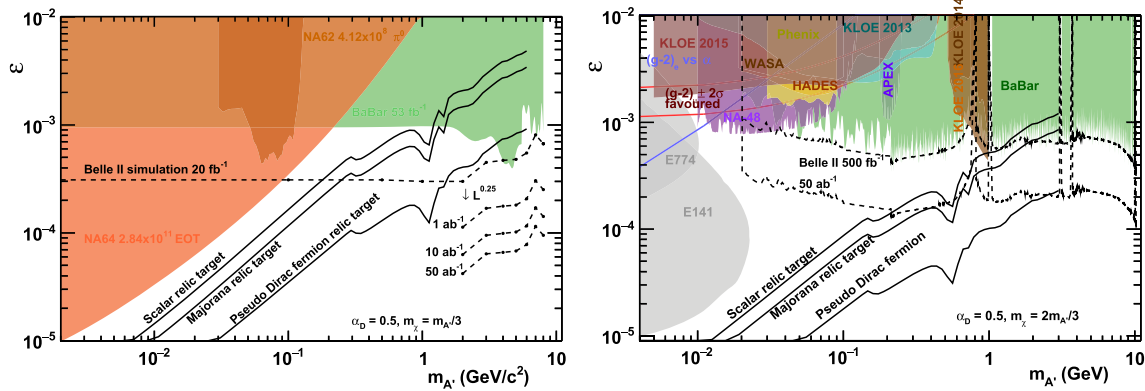 10⁻²
10⁻³
10⁻⁴
10⁻⁵
ε
NA62 4.12x10⁸ π⁰
BaBar 53 fb⁻¹
Belle II simulation 20 fb⁻¹
↓ L⁰·²⁵
1 ab⁻¹
10 ab⁻¹
50 ab⁻¹
NA64 2.84x10¹¹ EOT
Scalar relic target
Majorana relic target
Pseudo Dirac fermion relic target
α_D = 0.5, m_χ = m_A'/3
10⁻² 10⁻¹ 1 10
m_A' (GeV/c²)
10⁻²
10⁻³
10⁻⁴
10⁻⁵
ε
KLOE 2015
KLOE 2013
KLOE 2014
Phenix
(g-2)ₑ vs α
WASA
HADES
APEX
(g-2) ± 2σ
favoured
NA-48
BaBar
E774
E141
Belle II 500 fb⁻¹
50 ab⁻¹
Scalar relic target
Majorana relic target
Pseudo Dirac fermion
α_D = 0.5, m_χ = 2m_A'/3
10⁻² 10⁻¹ 1 10
m_A' (GeV)